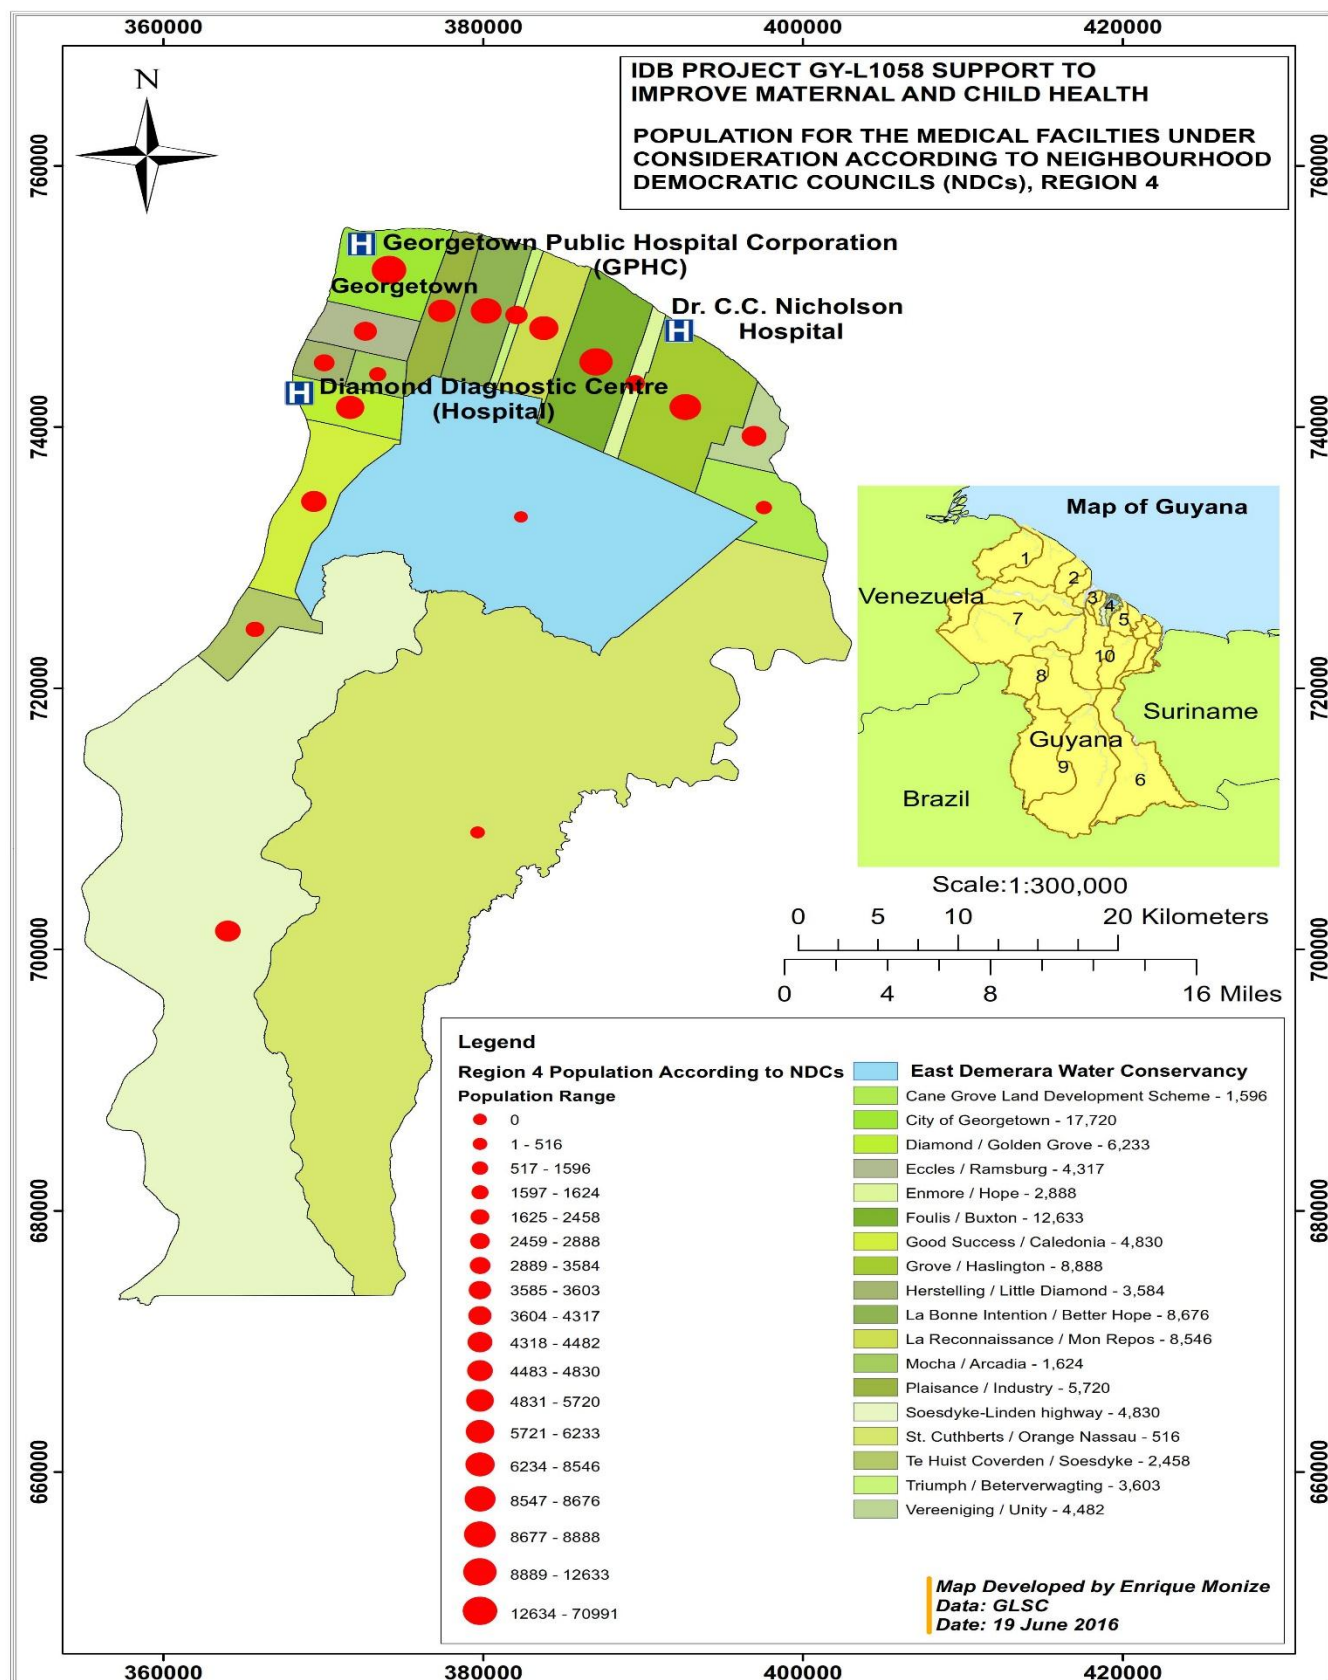 360000
380000
400000
420000
N
IDB PROJECT GY-L1058 SUPPORT TO
IMPROVE MATERNAL AND CHILD HEALTH
POPULATION FOR THE MEDICAL FACILTIES UNDER
CONSIDERATION ACCORDING TO NEIGHBOURHOOD
DEMOCRATIC COUNCILS (NDCs), REGION 4
760000
760000
H Georgetown Public Hospital Corporation
(GPHC)
Georgetown
Dr. C.C. Nicholson
Hospital
H
H Diamond Diagnostic Centre
(Hospital)
740000
740000
Map of Guyana
1
2
3
4
5
Venezuela
7
10
8
Suriname
Guyana
9
6
Brazil
720000
720000
Scale:1:300,000
0 5 10 20 Kilometers
0 4 8 16 Miles
700000
700000
Legend
Region 4 Population According to NDCs
Population Range
0
1 - 516
517 - 1596
1597 - 1624
1625 - 2458
2459 - 2888
2889 - 3584
3585 - 3603
3604 - 4317
4318 - 4482
4483 - 4830
4831 - 5720
5721 - 6233
6234 - 8546
8547 - 8676
8677 - 8888
8889 - 12633
12634 - 70991
East Demerara Water Conservancy
Cane Grove Land Development Scheme - 1,596
City of Georgetown - 17,720
Diamond / Golden Grove - 6,233
Eccles / Ramsburg - 4,317
Enmore / Hope - 2,888
Foulis / Buxton - 12,633
Good Success / Caledonia - 4,830
Grove / Haslington - 8,888
Herstelling / Little Diamond - 3,584
La Bonne Intention / Better Hope - 8,676
La Reconnaissance / Mon Repos - 8,546
Mocha / Arcadia - 1,624
Plaisance / Industry - 5,720
Soesdyke-Linden highway - 4,830
St. Cuthberts / Orange Nassau - 516
Te Huist Coverden / Soesdyke - 2,458
Triumph / Beterverwagting - 3,603
Vereeniging / Unity - 4,482
Map Developed by Enrique Monize
Data: GLSC
Date: 19 June 2016
680000
680000
660000
660000
360000
380000
400000
420000